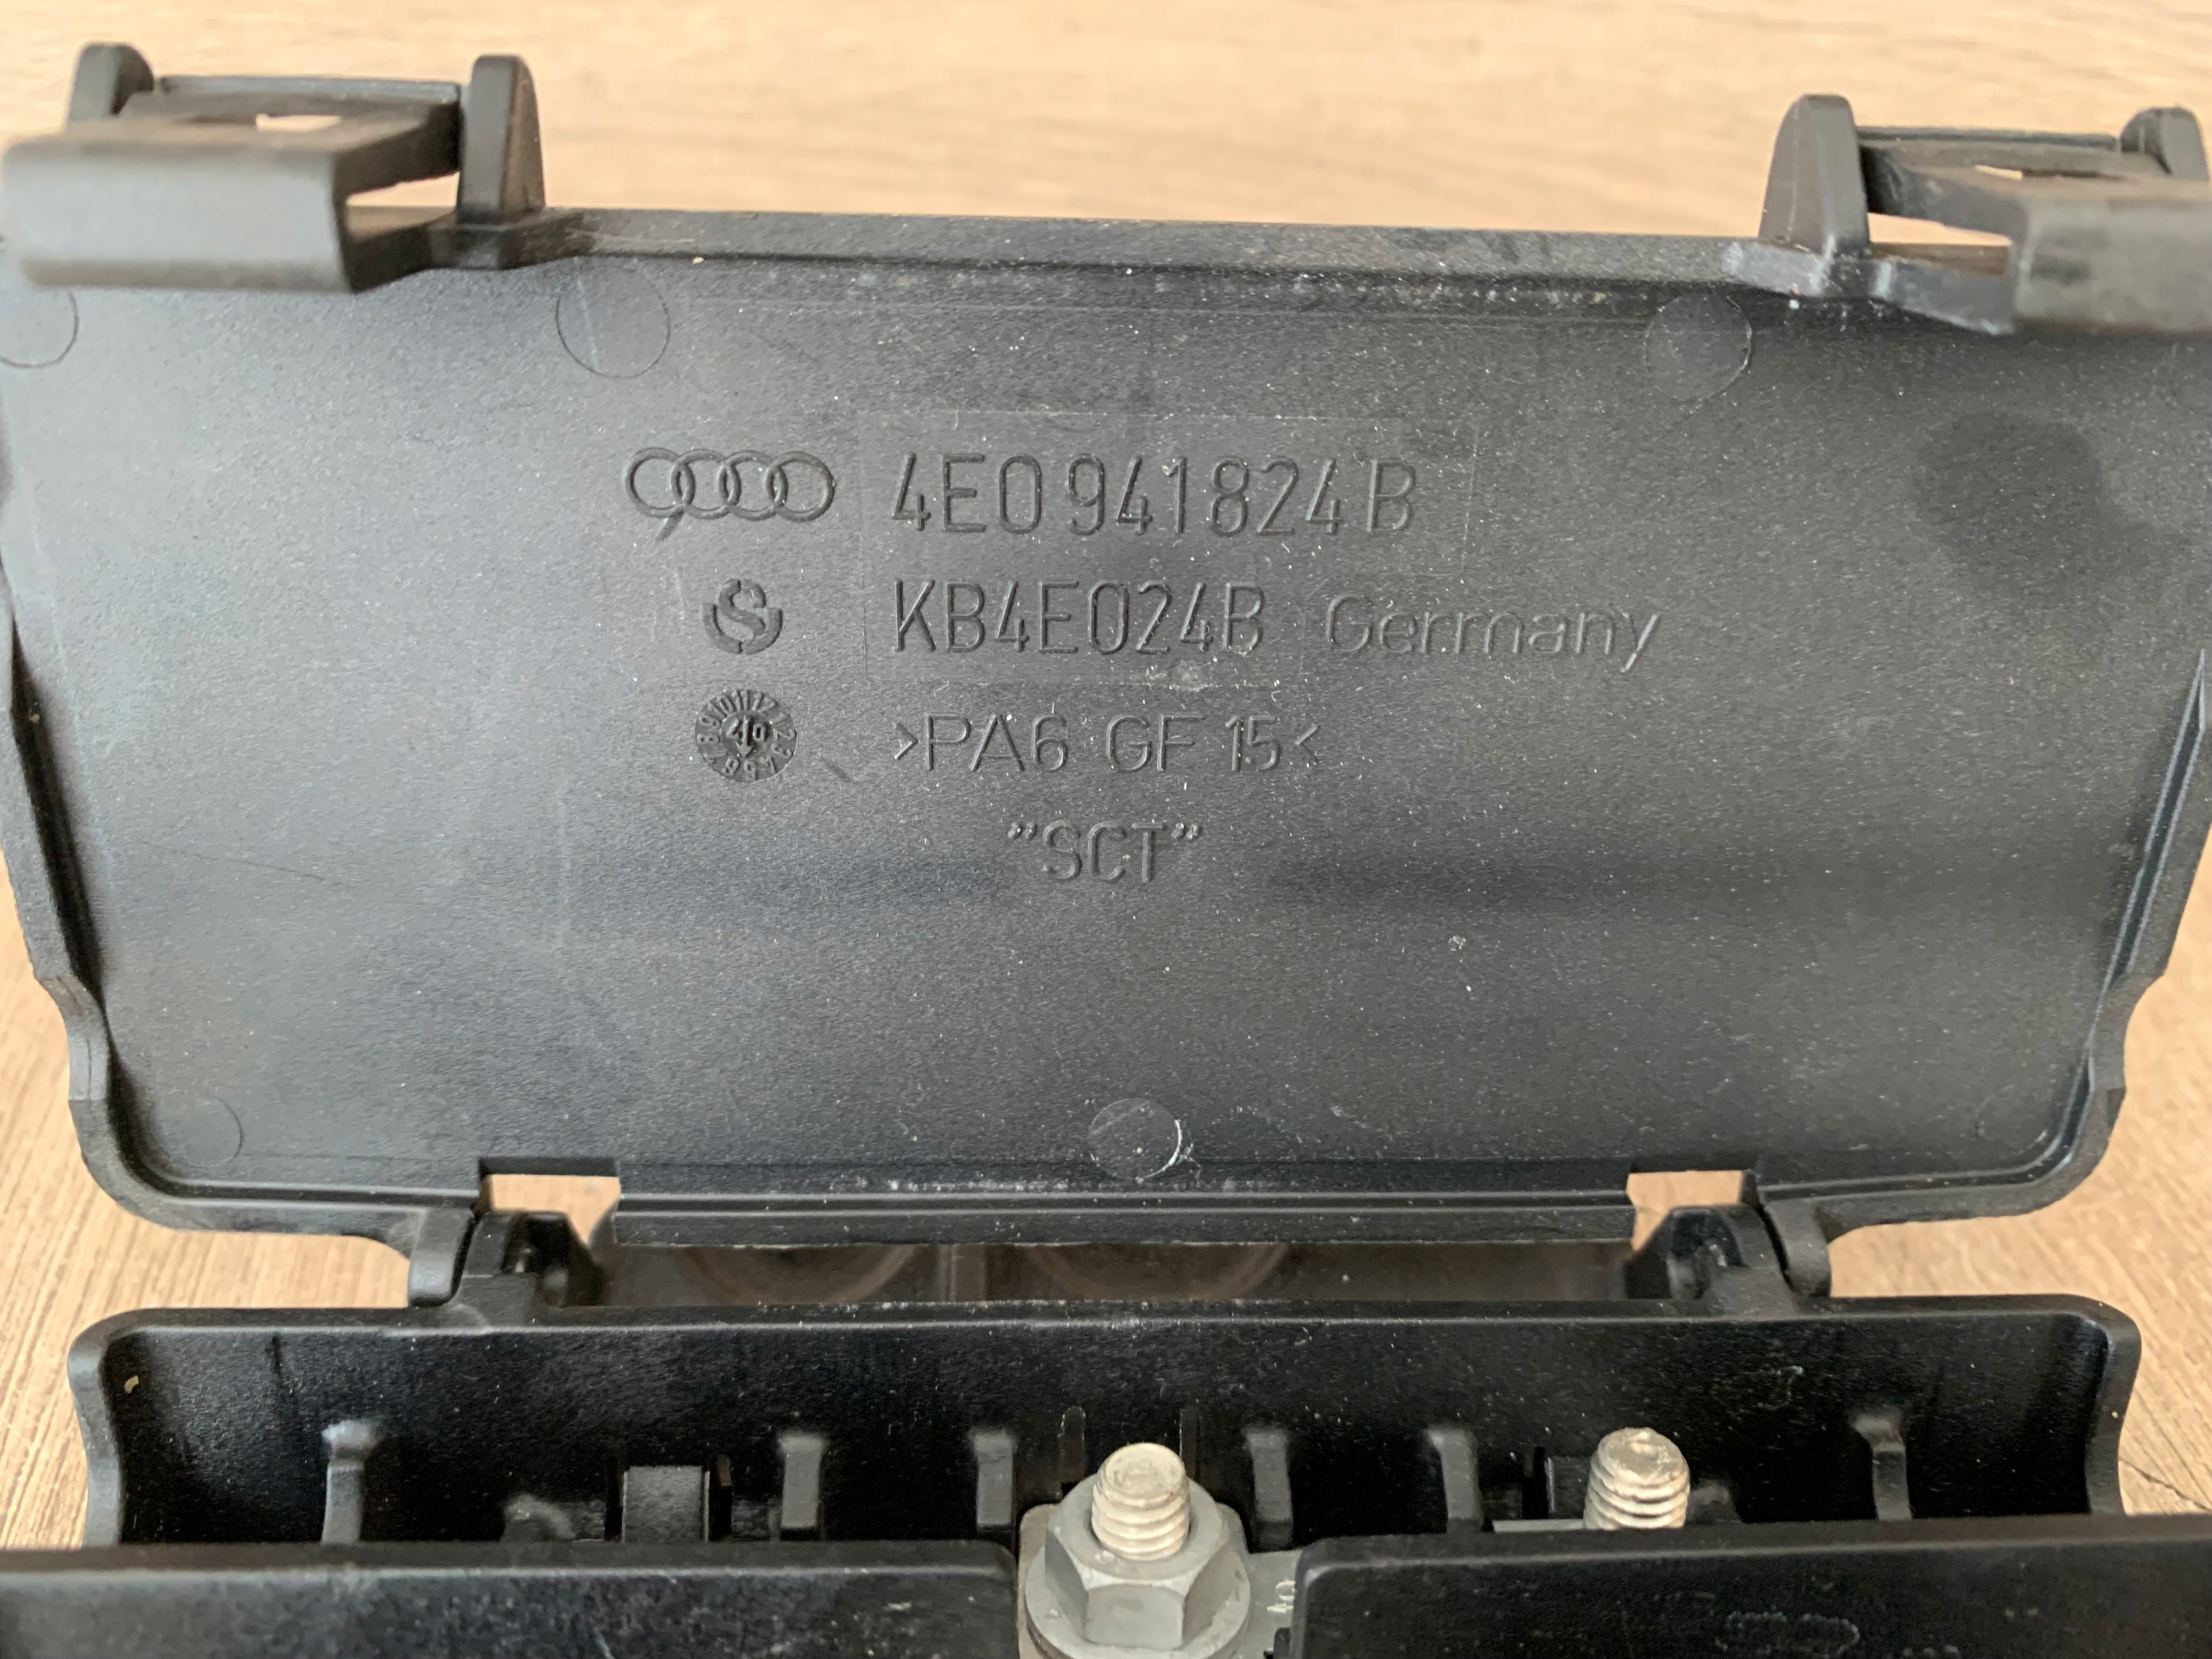 4E0 941 824 B
S KB4E024B Germany
>PA6 GF 15<
"SCT"